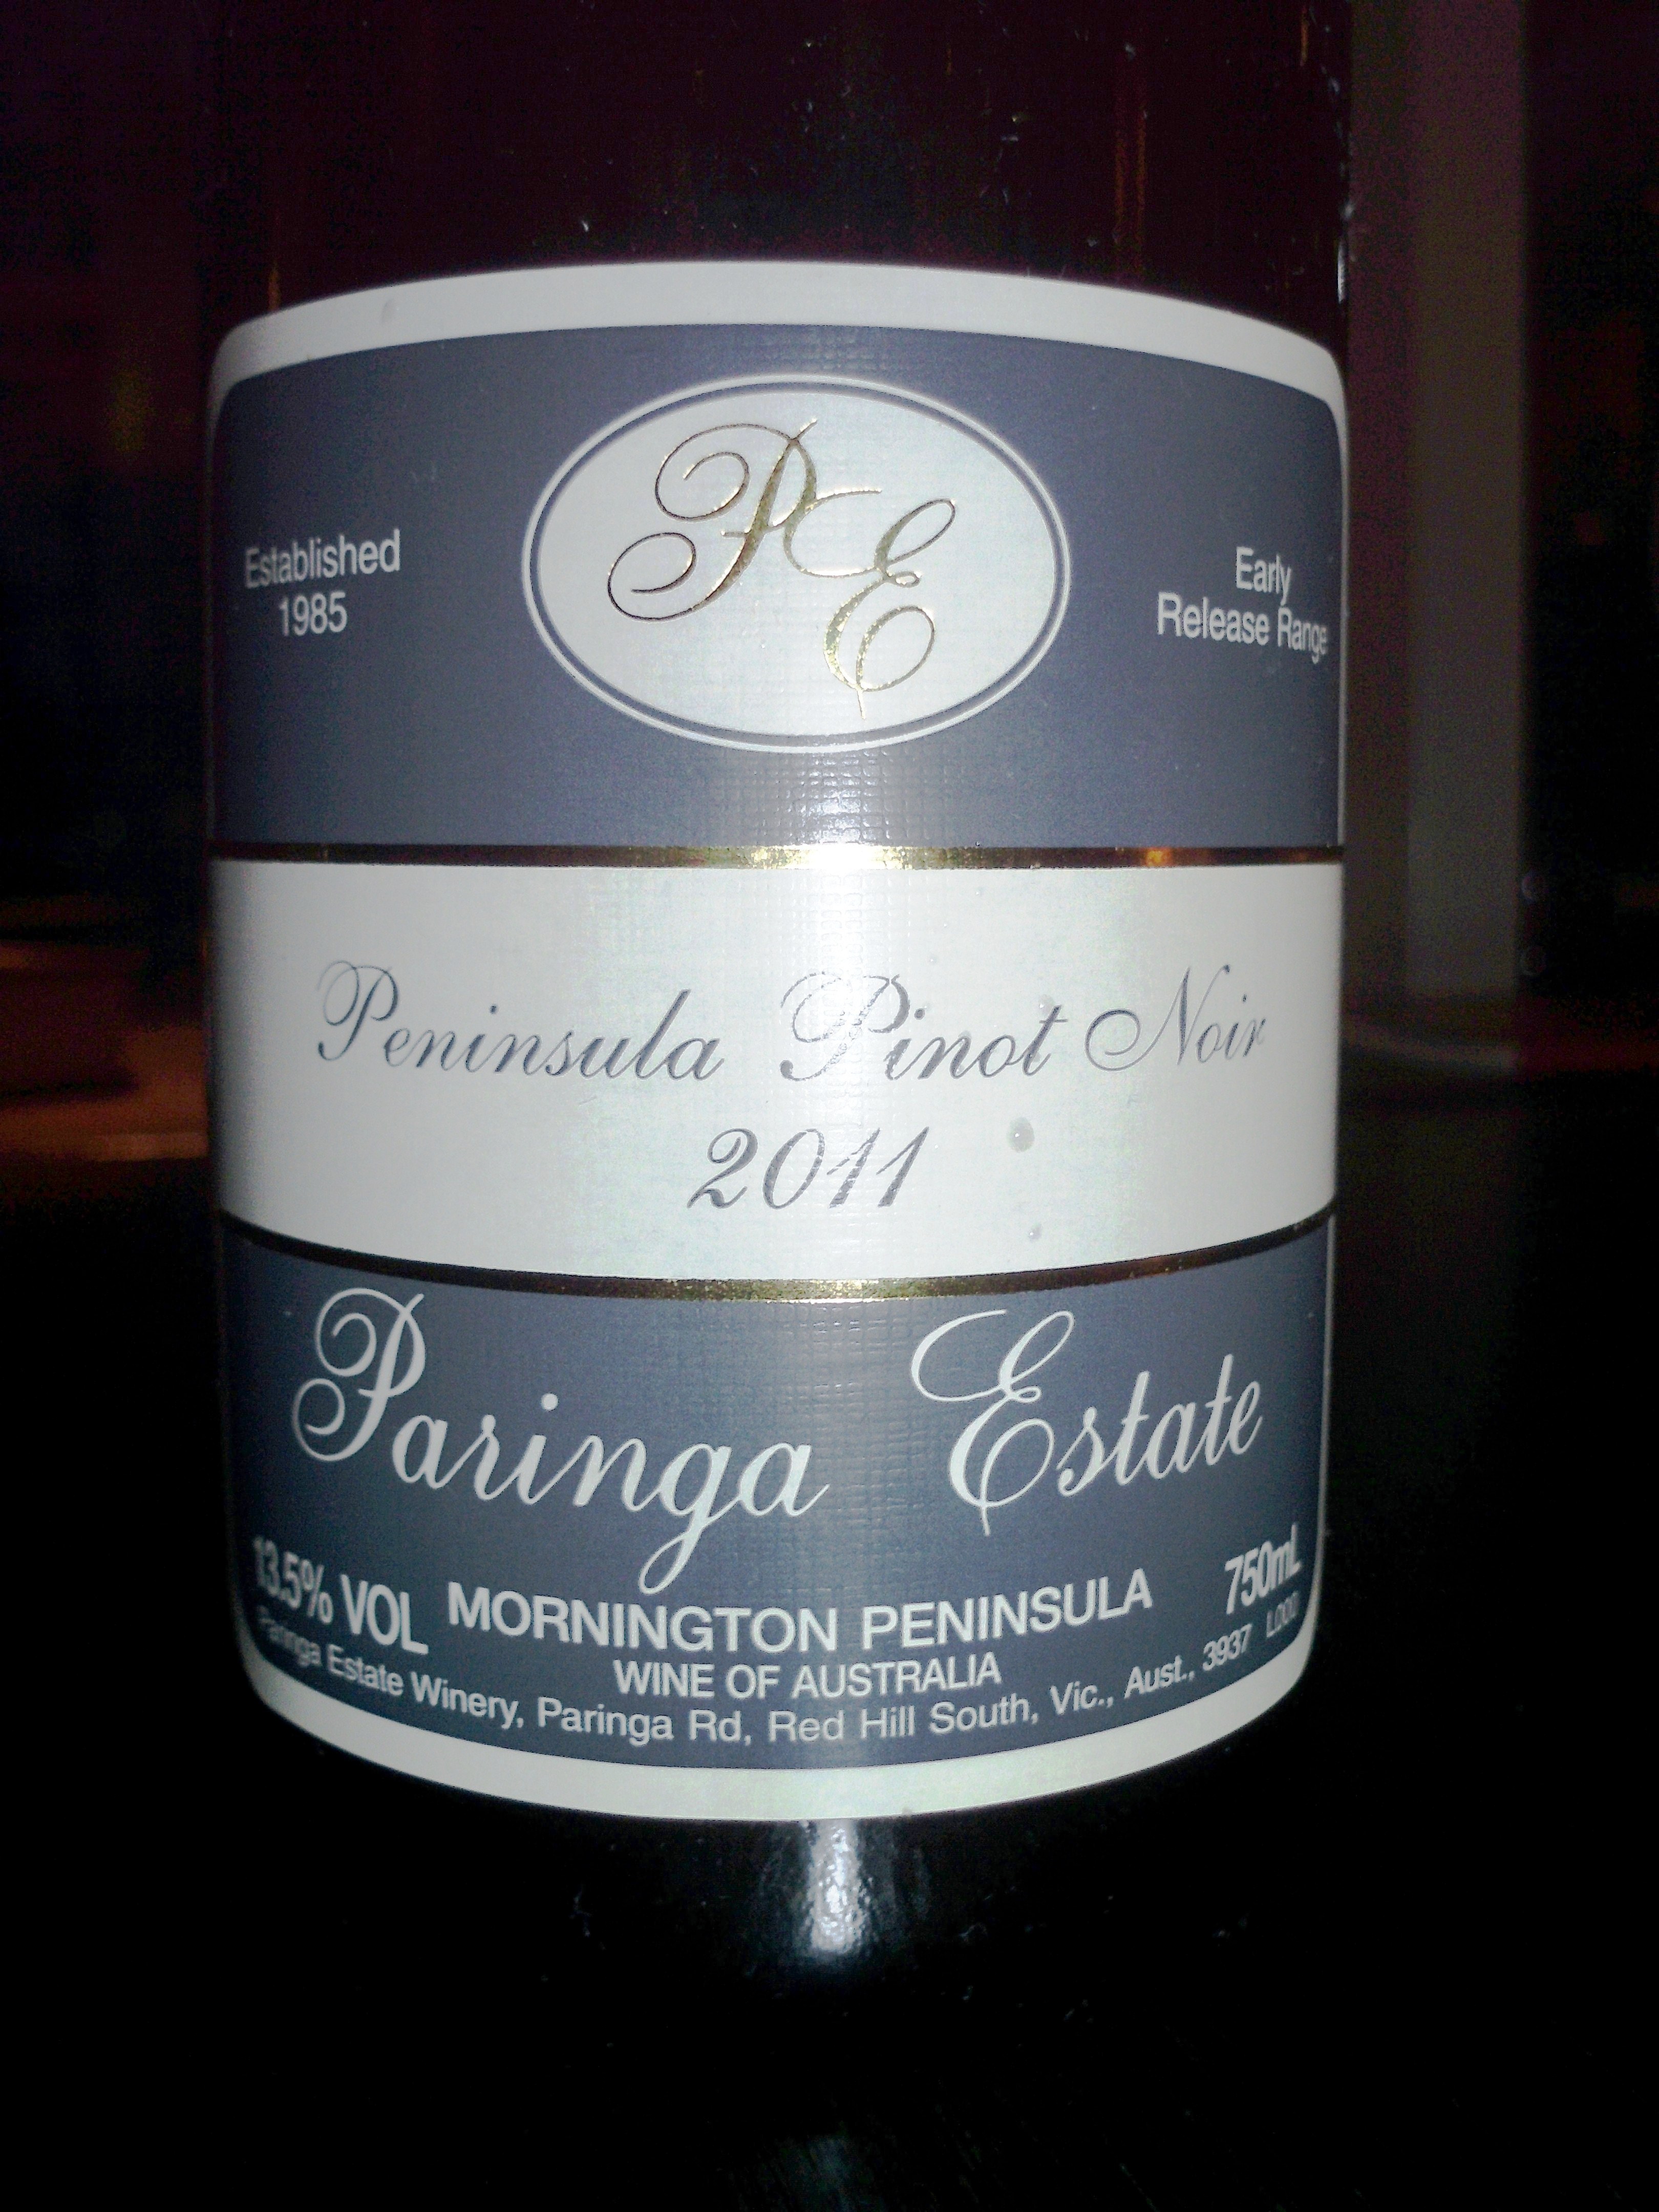 PE
Established
1985
Early
Release Range
Peninsula Pinot Noir
2011
Paringa Estate
13.5% VOL
MORNINGTON PENINSULA
750mL
WINE OF AUSTRALIA
Paringa Estate Winery, Paringa Rd, Red Hill South, Vic., Aust., 3937